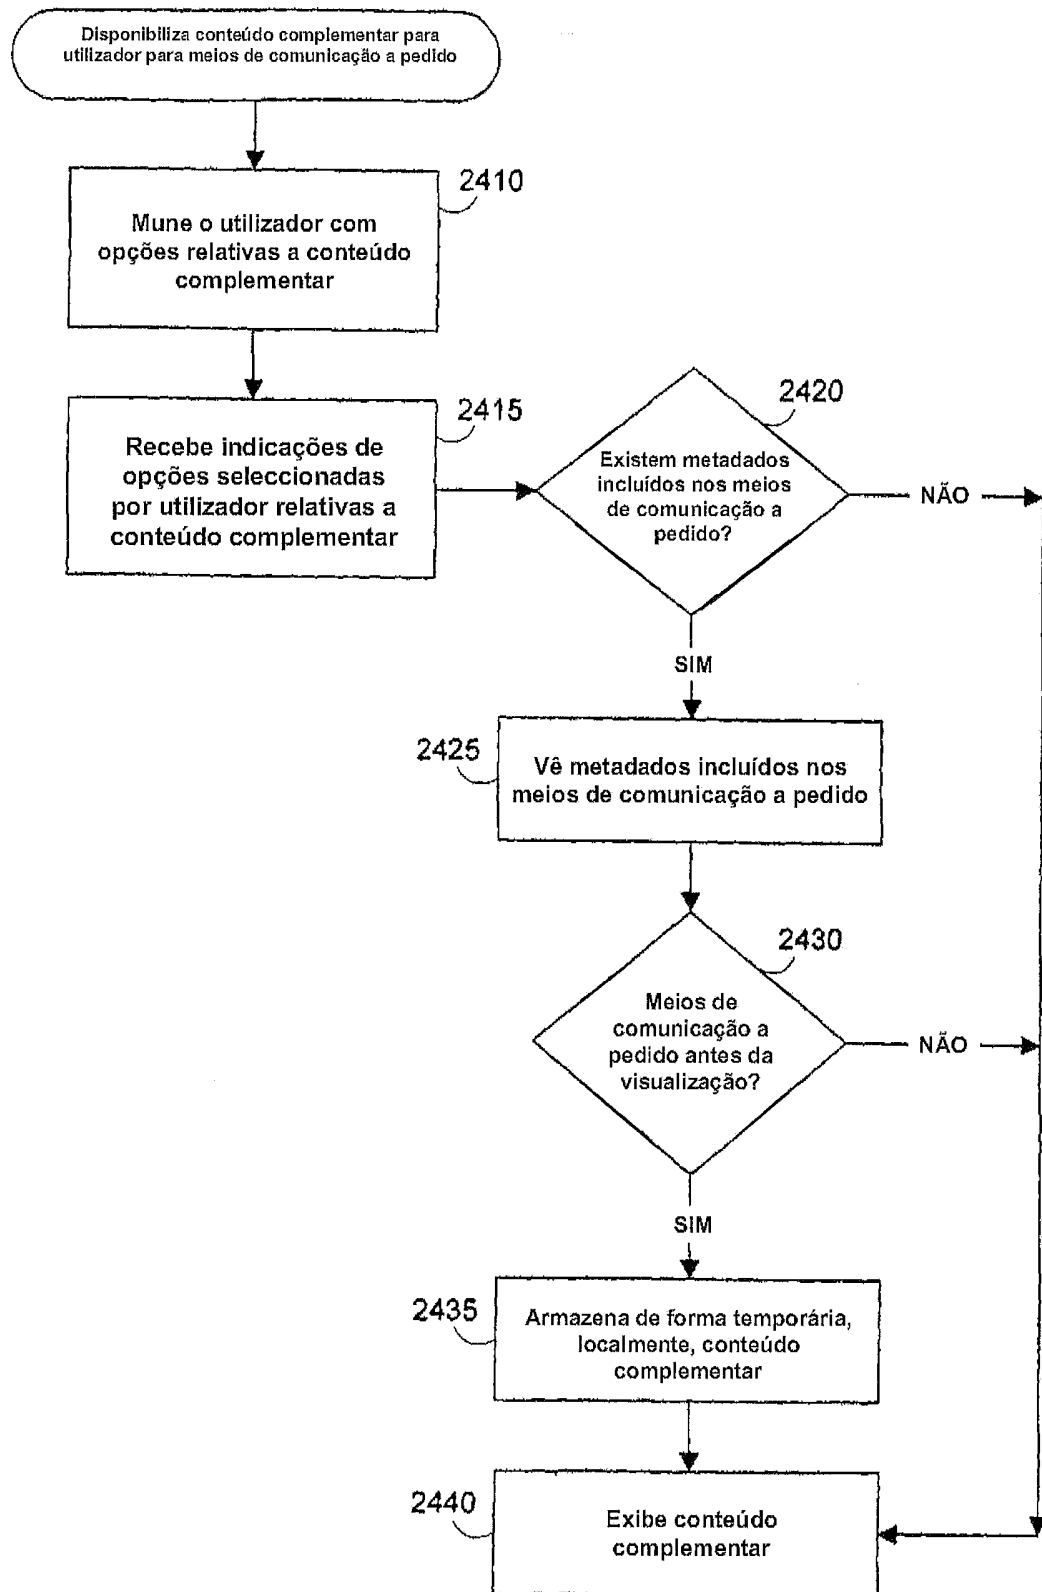 Disponibiliza conteúdo complementar para
utilizador para meios de comunicação a pedido
2410
Mune o utilizador com
opções relativas a conteúdo
complementar
2415
Recebe indicações de
opções seleccionadas
por utilizador relativas a
conteúdo complementar
2420
Existem metadados
incluídos nos meios
de comunicação a
pedido?
NÃO
SIM
2425
Vê metadados incluídos nos
meios de comunicação a pedido
2430
Meios de
comunicação a
pedido antes da
visualização?
NÃO
SIM
2435
Armazena de forma temporária,
localmente, conteúdo
complementar
2440
Exibe conteúdo
complementar